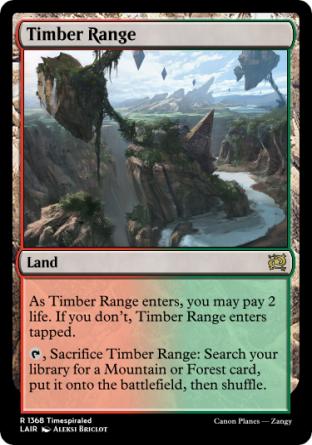 Timber Range
Land
As Timber Range enters, you may pay 2
life. If you don't, Timber Range enters
tapped.
, Sacrifice Timber Range: Search your
library for a Mountain or Forest card,
put it onto the battlefield, then shuffle.
R 1368 Timespiraled
LAIR Aleksi Briclot
Canon Planes — Zangy